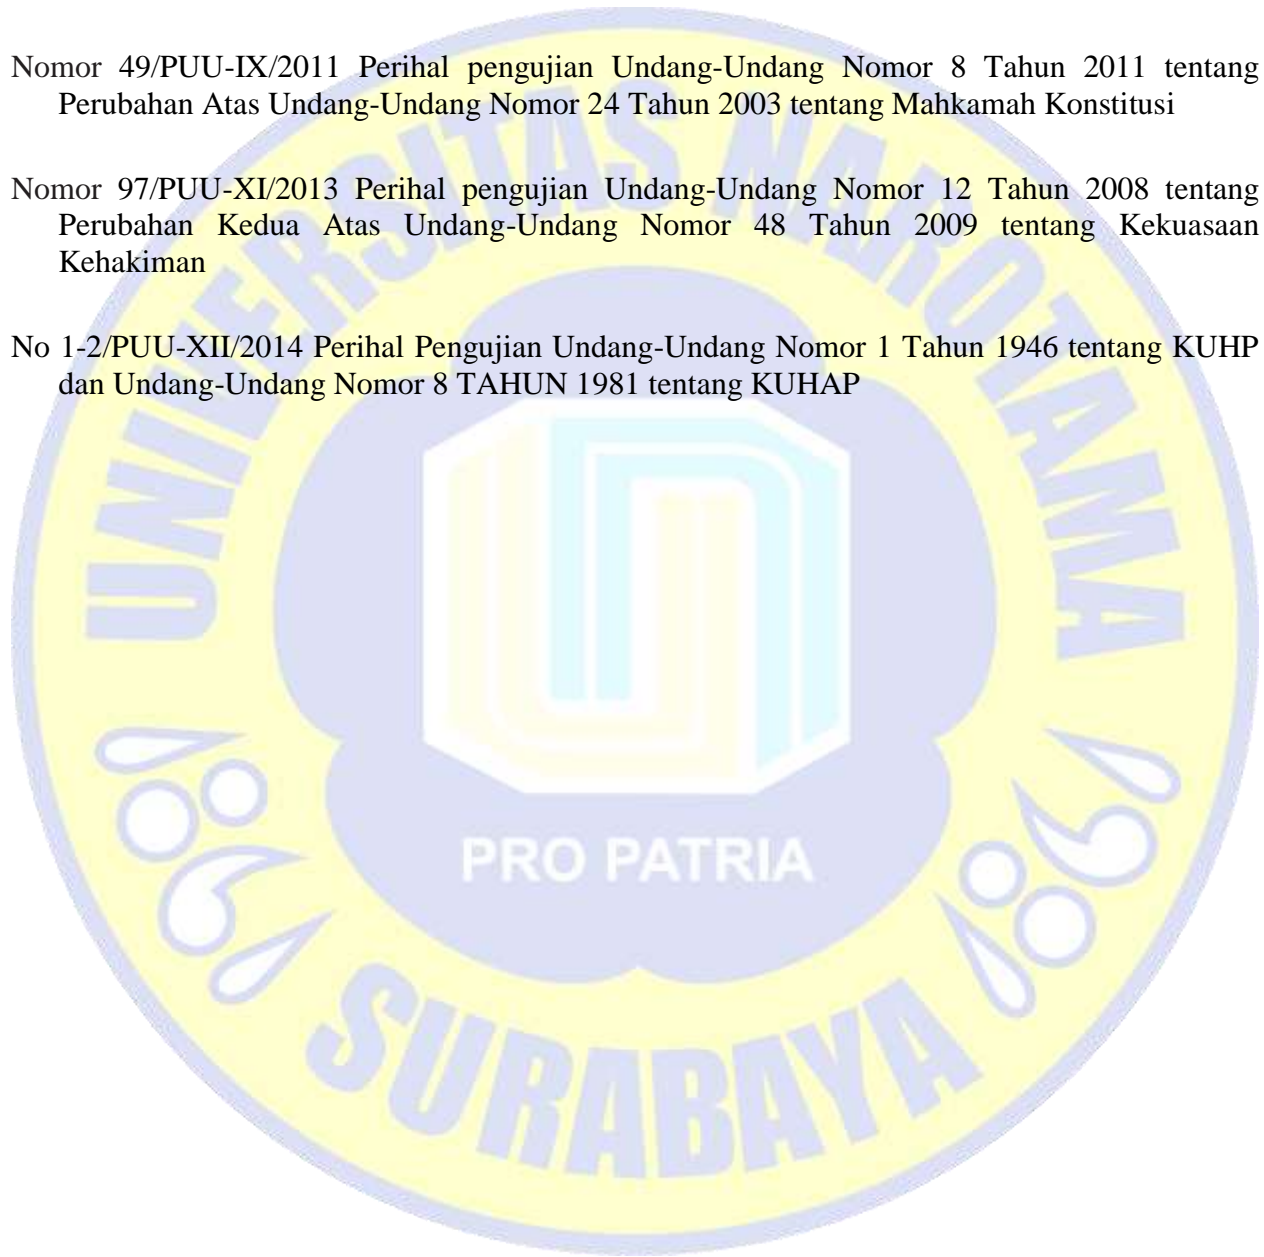 Nomor 49/PUU-IX/2011 Perihal pengujian Undang-Undang Nomor 8 Tahun 2011 tentang
Perubahan Atas Undang-Undang Nomor 24 Tahun 2003 tentang Mahkamah Konstitusi
Nomor 97/PUU-XI/2013 Perihal pengujian Undang-Undang Nomor 12 Tahun 2008 tentang
Perubahan Kedua Atas Undang-Undang Nomor 48 Tahun 2009 tentang Kekuasaan
Kehakiman
No 1-2/PUU-XII/2014 Perihal Pengujian Undang-Undang Nomor 1 Tahun 1946 tentang KUHP
dan Undang-Undang Nomor 8 TAHUN 1981 tentang KUHAP
UNIVERSITAS NAROTAMA
PRO PATRIA
SURABAYA